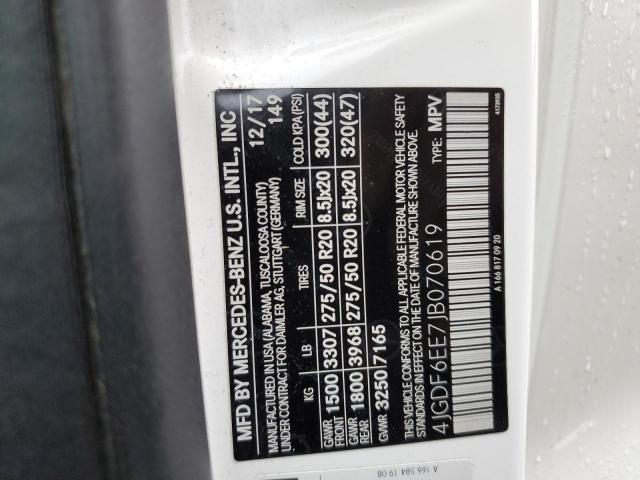 MFD BY MERCEDES-BENZ U.S. INTL., INC
MANUFACTURED IN USA (ALABAMA, TUSCALOOSA COUNTY) 12/17
UNDER CONTRACT FOR DAIMLER AG, STUTTGART (GERMANY) 149
KG LB TIRES RIM SIZE COLD KPA (PSI)
GAWR FRONT 1500 3307 275/50 R20 8.5Jx20 300(44)
GAWR REAR 1800 3968 275/50 R20 8.5Jx20 320(47)
GVWR 3250 7165
THIS VEHICLE CONFORMS TO ALL APPLICABLE FEDERAL MOTOR VEHICLE SAFETY
STANDARDS IN EFFECT ON THE DATE OF MANUFACTURE SHOWN ABOVE.
4JGDF6EE7JB070619 TYPE: MPV
A 166 817 09 20 4173935
A 166 584 19 08